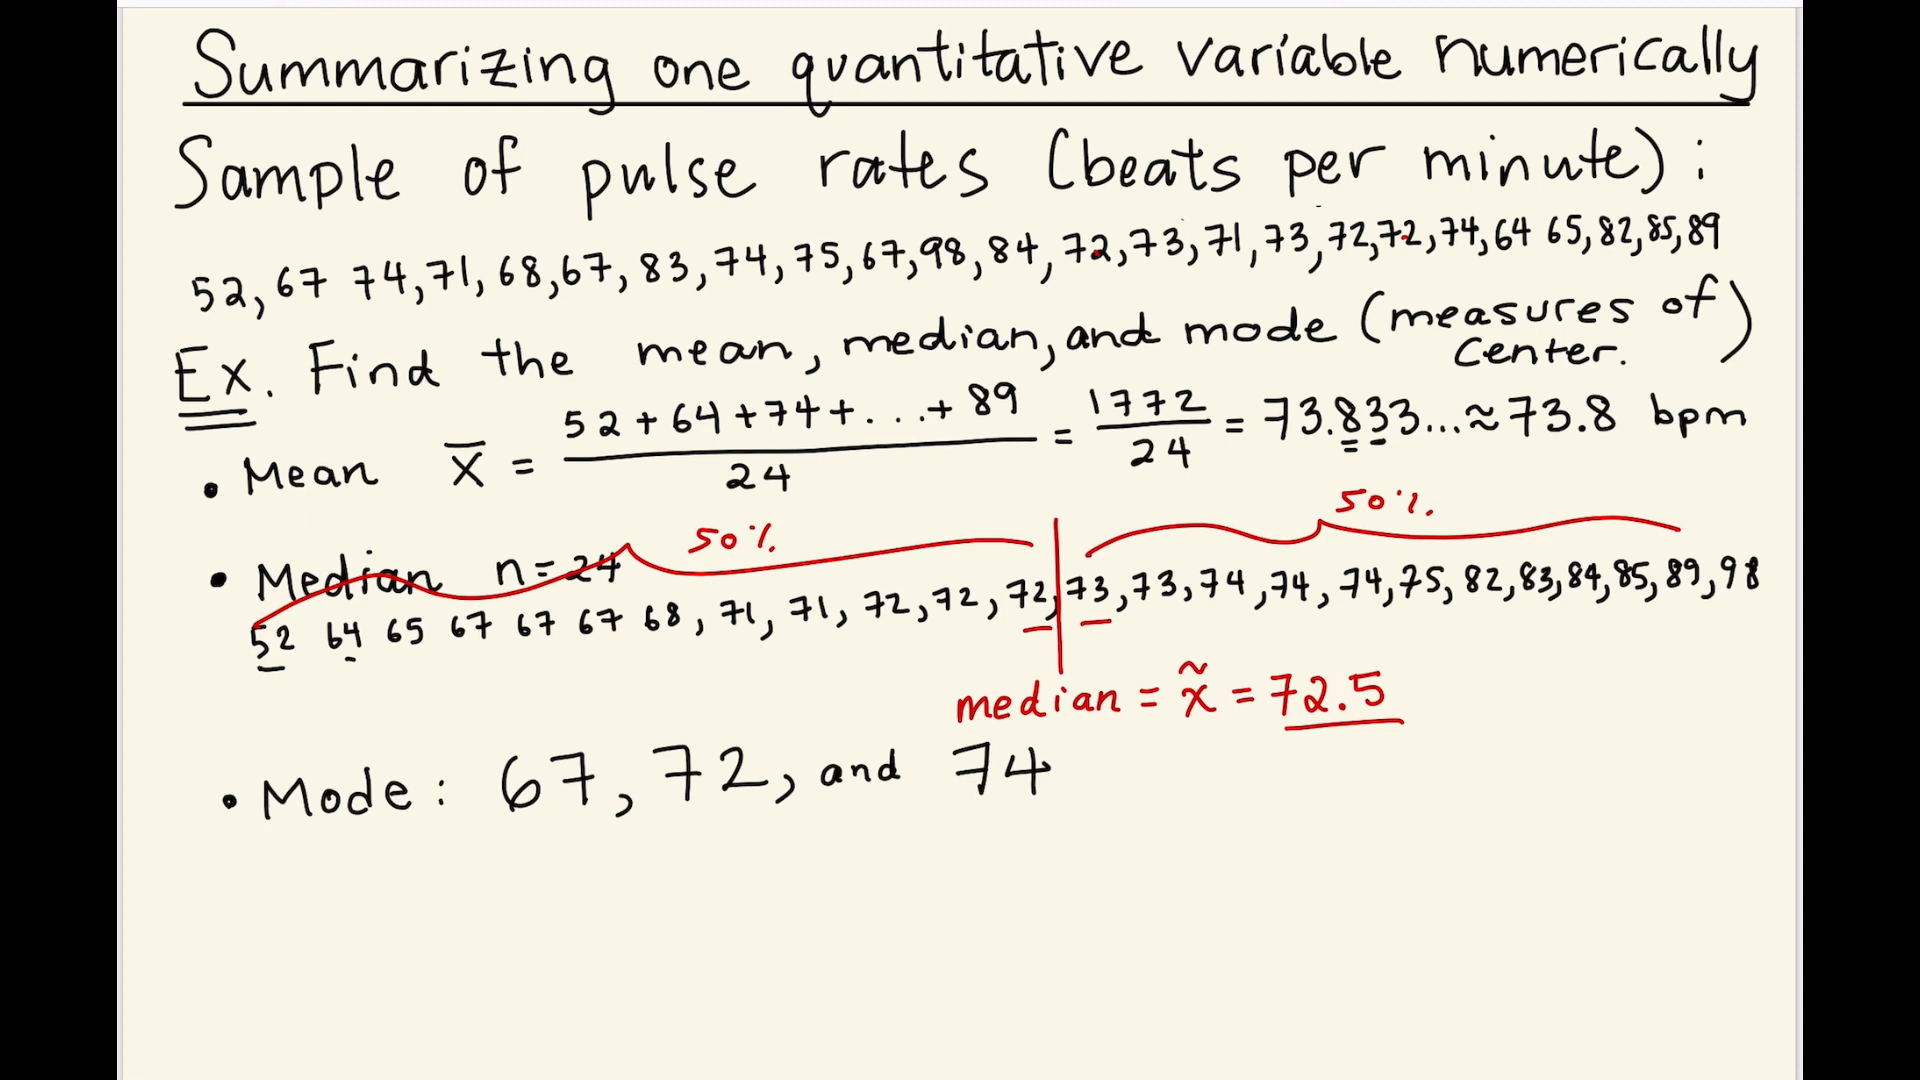 Summarizing one quantitative variable numerically
Sample of pulse rates (beats per minute):
52, 67 74, 71, 68, 67, 83, 74, 75, 67, 98, 84, 72, 73, 71, 73, 72, 72, 74, 64 65, 82, 85, 89
Ex. Find the mean, median, and mode (measures of center.)
• Mean x̄ = (52 + 64 + 74 + ... + 89) / 24 = 1772 / 24 = 73.833... ≈ 73.8 bpm
50% 50%
• Median n = 24
52 64 65 67 67 67 68, 71, 71, 72, 72, 72, 73, 73, 74, 74, 74, 75, 82, 83, 84, 85, 89, 98
median = x̃ = 72.5
• Mode: 67, 72, and 74